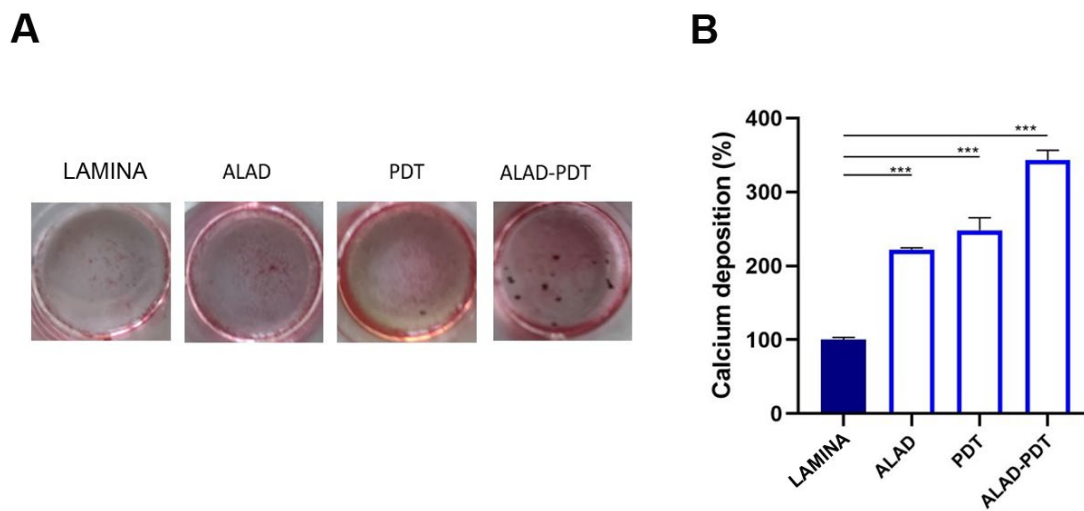 A
LAMINA ALAD PDT ALAD-PDT
B
Calcium deposition (%)
400
300
200
100
0
***
***
***
LAMINA
ALAD
PDT
ALAD-PDT